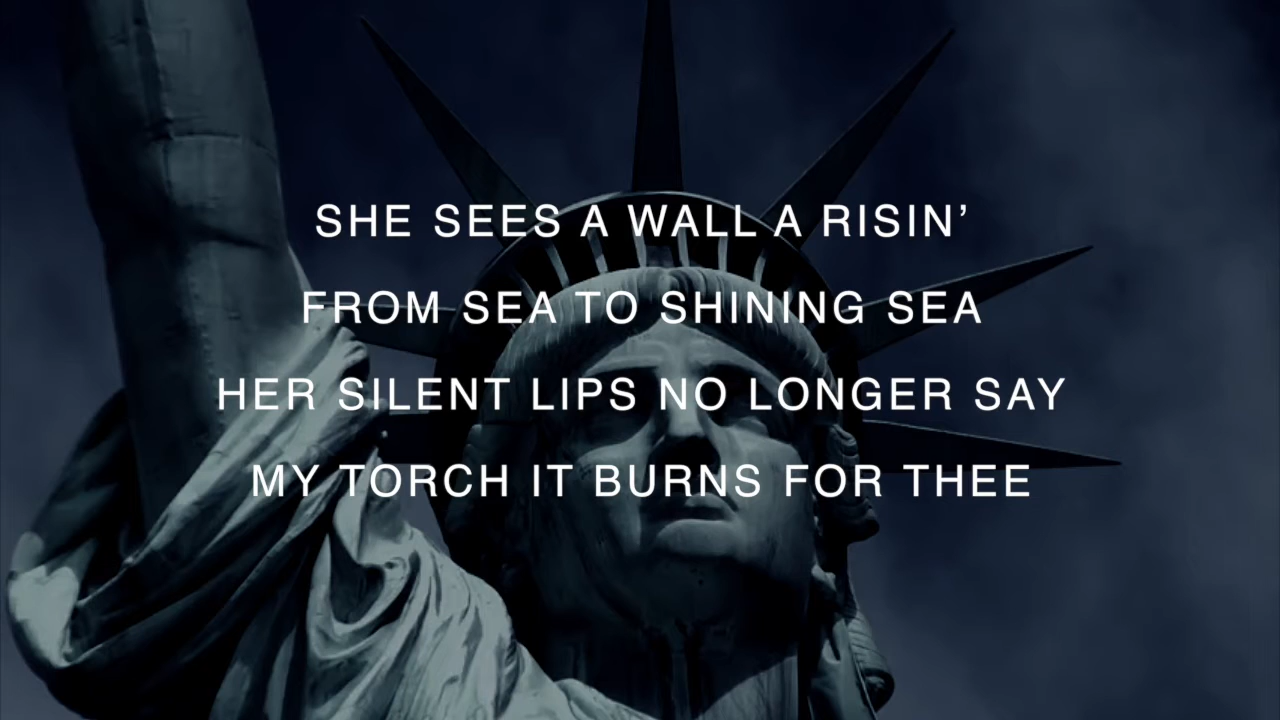 SHE SEES A WALL A RISIN’
FROM SEA TO SHINING SEA
HER SILENT LIPS NO LONGER SAY
MY TORCH IT BURNS FOR THEE